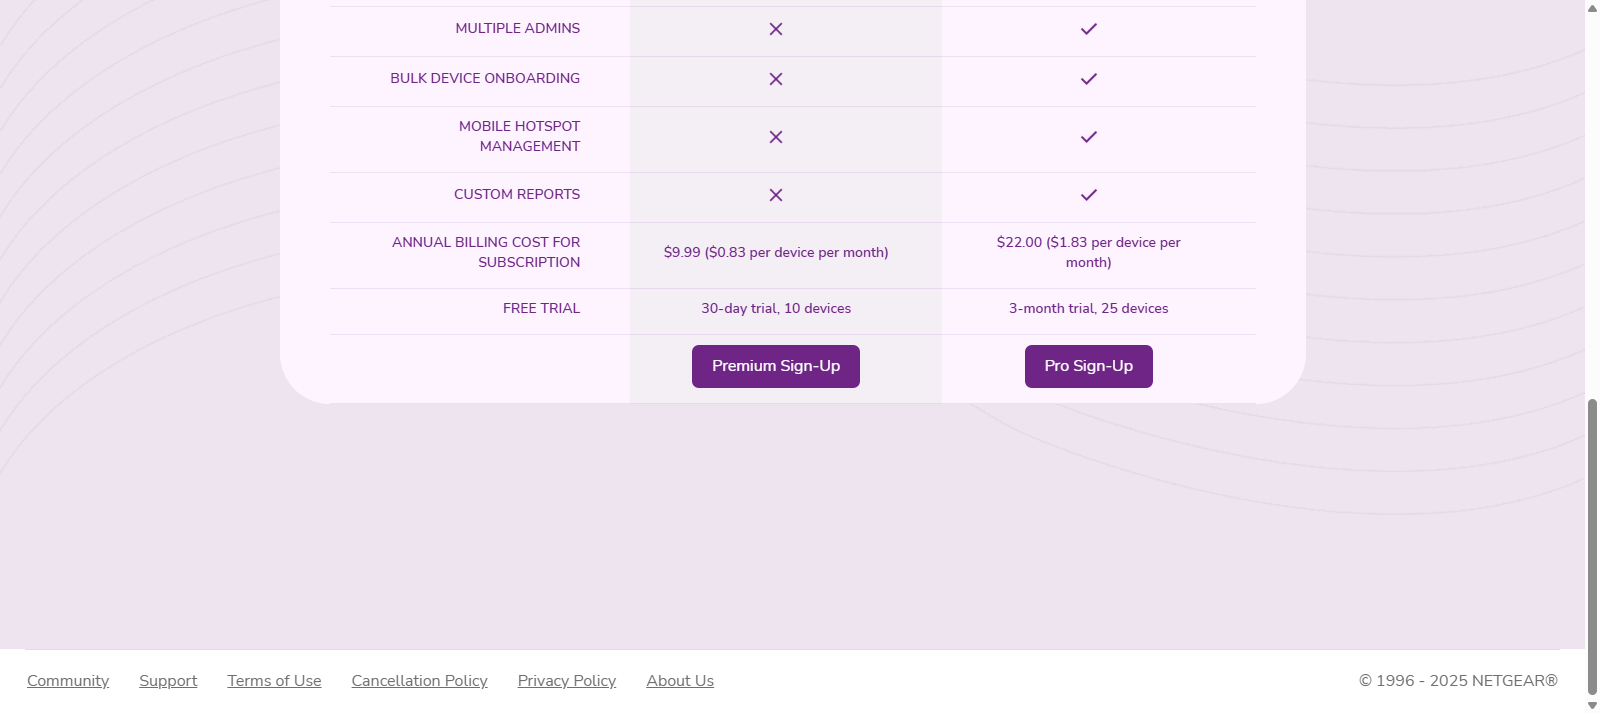 MULTIPLE ADMINS
BULK DEVICE ONBOARDING
MOBILE HOTSPOT
MANAGEMENT
CUSTOM REPORTS
ANNUAL BILLING COST FOR
SUBSCRIPTION
$9.99 ($0.83 per device per month)
$22.00 ($1.83 per device per
month)
FREE TRIAL
30-day trial, 10 devices
3-month trial, 25 devices
Premium Sign-Up
Pro Sign-Up
Community
Support
Terms of Use
Cancellation Policy
Privacy Policy
About Us
© 1996 - 2025 NETGEAR®